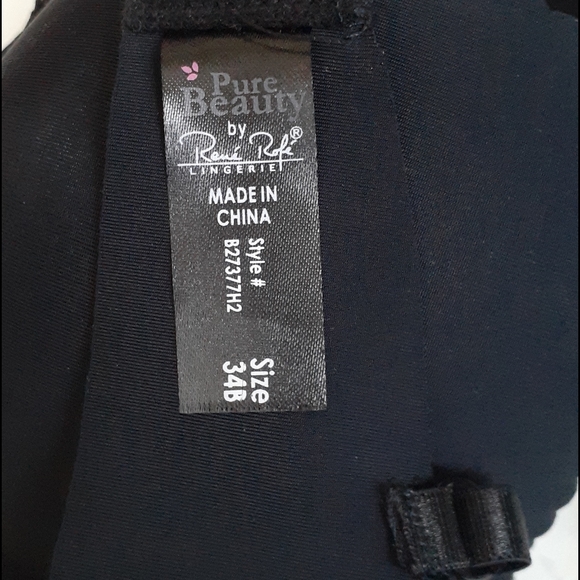 Pure
Beauty
by
René Rofé®
LINGERIE
MADE IN
CHINA
Style #
B27377H2
Size
34B